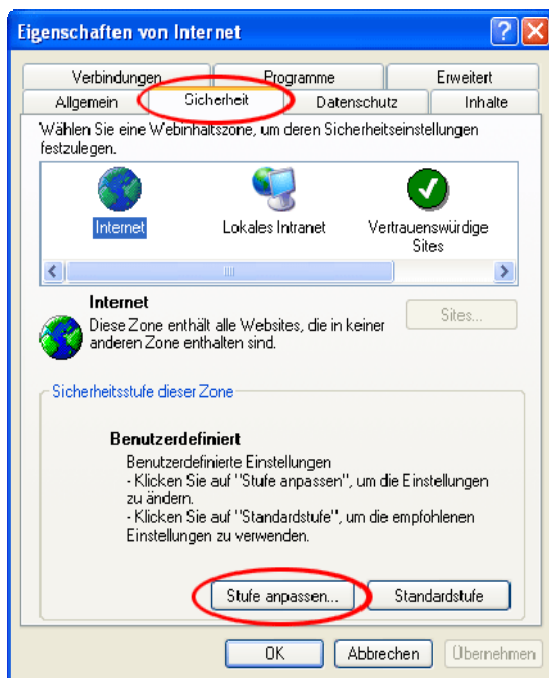 Eigenschaften von Internet
Verbindungen Programme Erweitert
Allgemein Sicherheit Datenschutz Inhalte
Wählen Sie eine Webinhaltszone, um deren Sicherheitseinstellungen
festzulegen.
Internet Lokales Intranet Vertrauenswürdige
Sites
Internet
Sites...
Diese Zone enthält alle Websites, die in keiner
anderen Zone enthalten sind.
Sicherheitsstufe dieser Zone
Benutzerdefiniert
Benutzerdefinierte Einstellungen
- Klicken Sie auf "Stufe anpassen", um die Einstellungen
zu ändern.
- Klicken Sie auf "Standardstufe", um die empfohlenen
Einstellungen zu verwenden.
Stufe anpassen... Standardstufe
OK Abbrechen Übernehmen